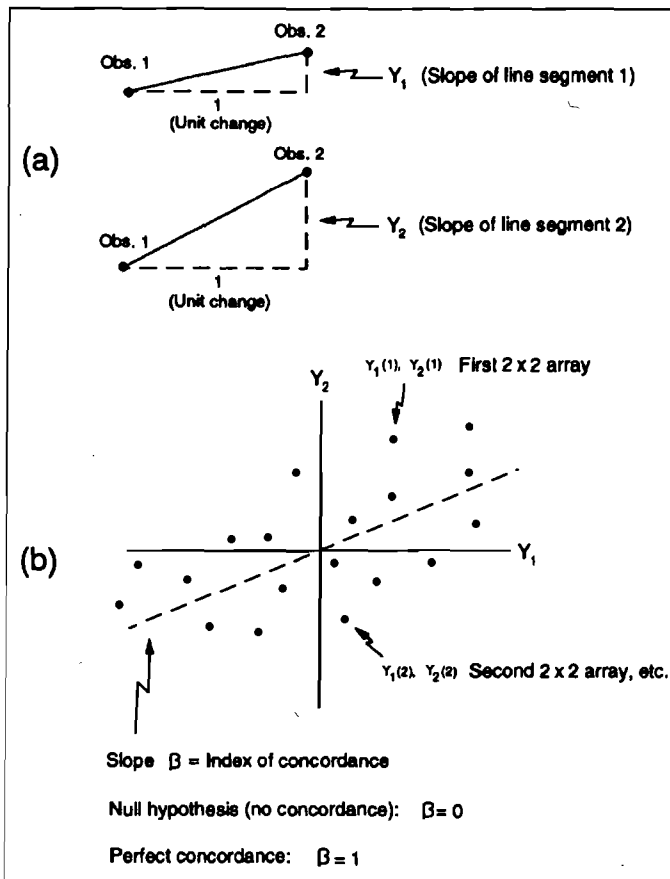 Obs. 2
Obs. 1
Y1 (Slope of line segment 1)
1
(Unit change)
(a)
Obs. 2
Obs. 1
Y2 (Slope of line segment 2)
1
(Unit change)
Y1(1), Y2(1) First 2 x 2 array
Y2
(b)
Y1
Y1(2), Y2(2) Second 2 x 2 array, etc.
Slope β = Index of concordance
Null hypothesis (no concordance): β = 0
Perfect concordance: β = 1